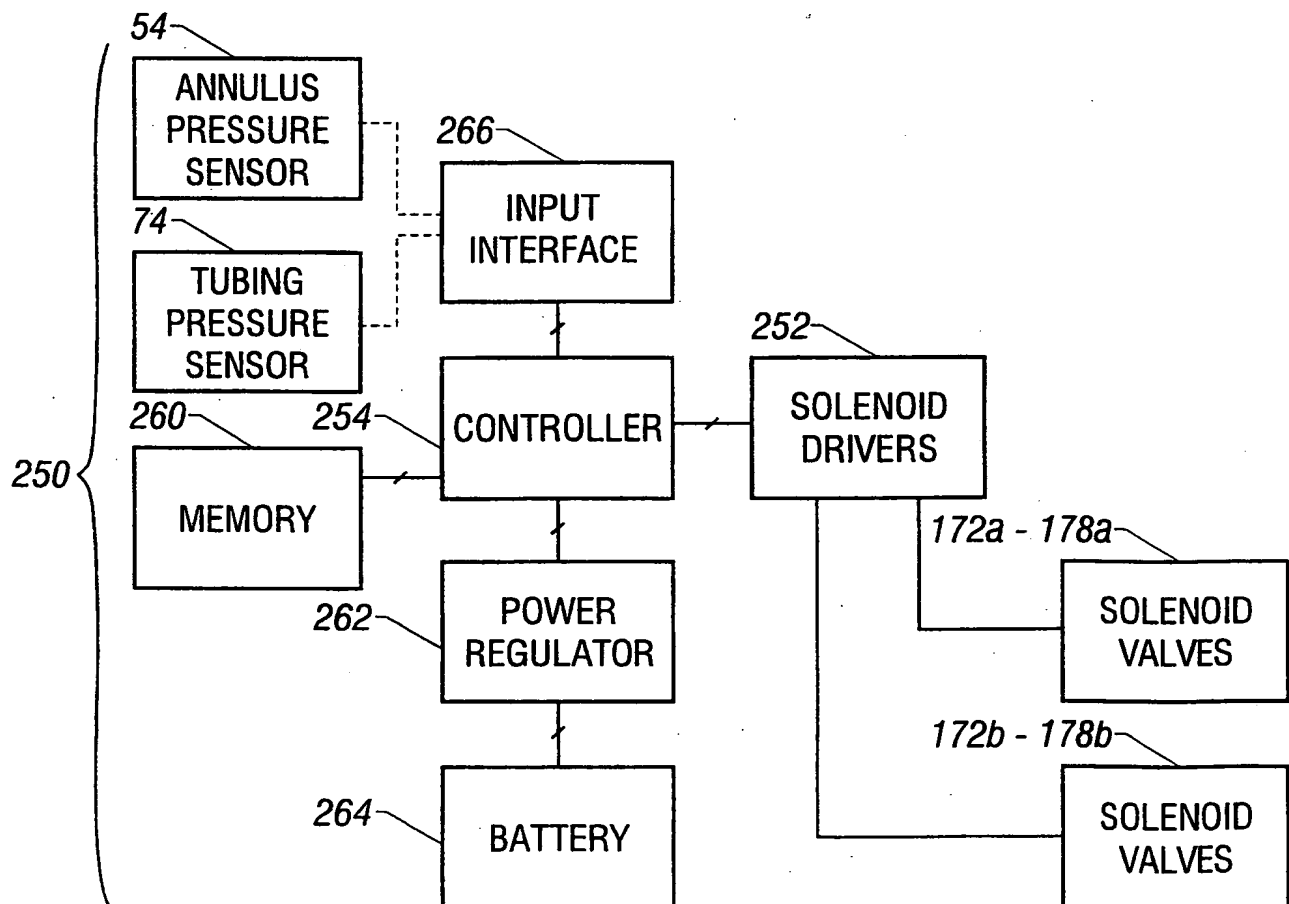 54
ANNULUS
PRESSURE
SENSOR
266
INPUT
INTERFACE
74
TUBING
PRESSURE
SENSOR
252
SOLENOID
DRIVERS
260
254
CONTROLLER
250
MEMORY
172a - 178a
SOLENOID
VALVES
262
POWER
REGULATOR
172b - 178b
SOLENOID
VALVES
264
BATTERY